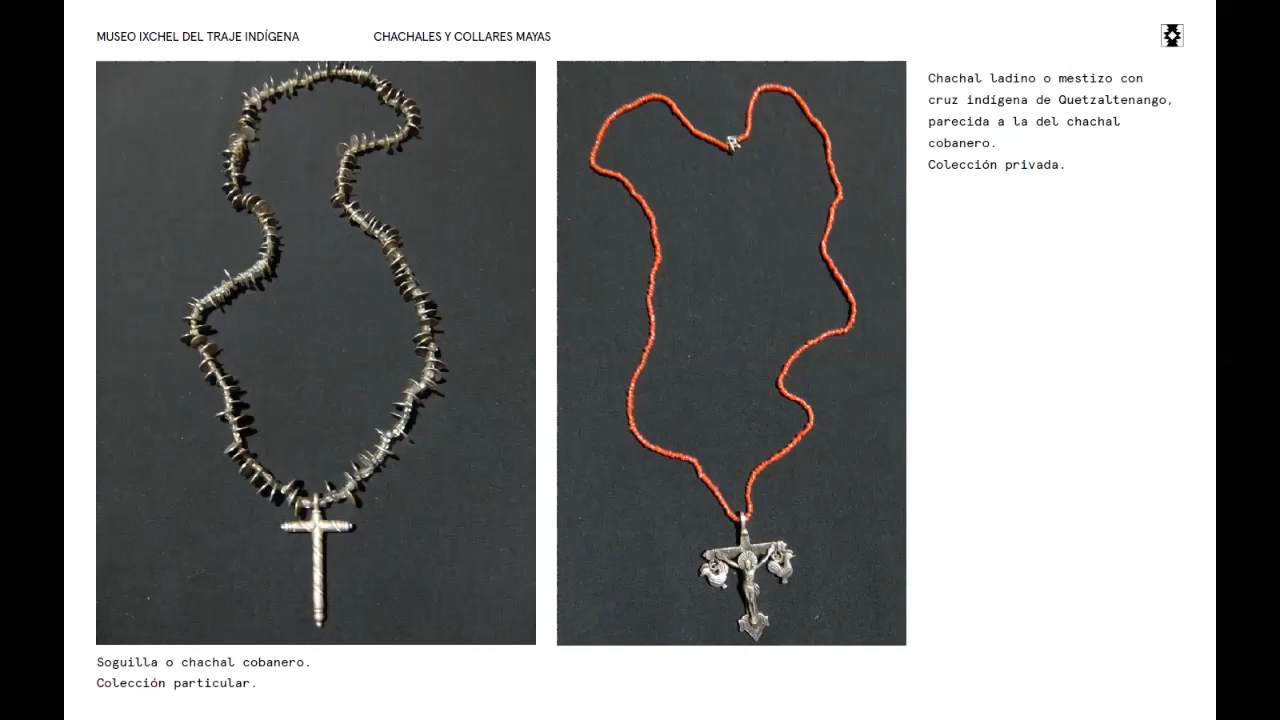 MUSEO IXCHEL DEL TRAJE INDÍGENA
CHACHALES Y COLLARES MAYAS
Chachal ladino o mestizo con
cruz indígena de Quetzaltenango,
parecida a la del chachal
cobanero.
Colección privada.
Soguilla o chachal cobanero.
Colección particular.